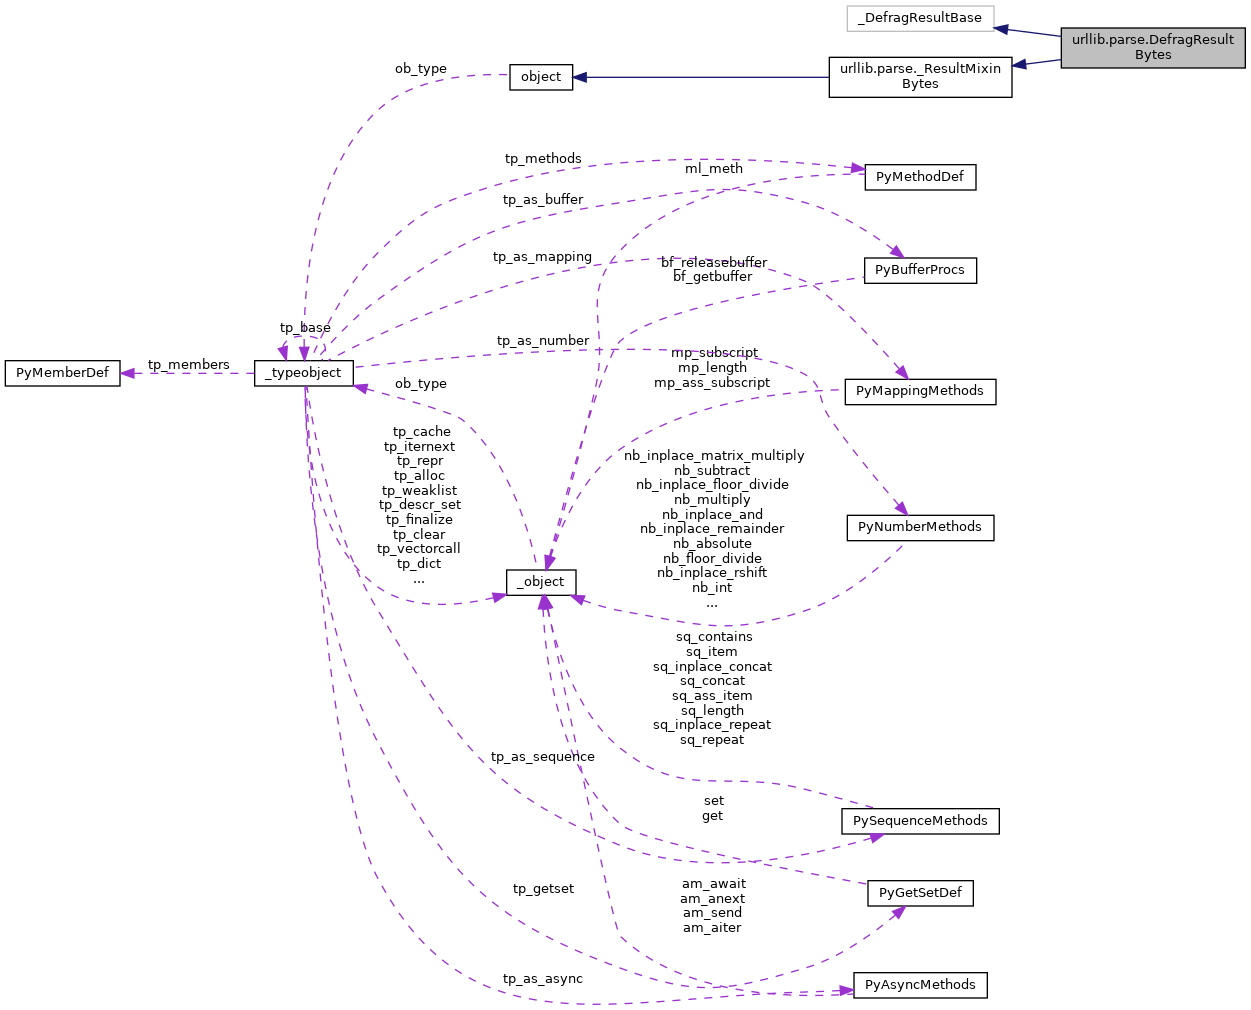 _DefragResultBase
urllib.parse.DefragResult
Bytes
ob_type
object
urllib.parse._ResultMixin
Bytes
tp_methods
ml_meth
PyMethodDef
tp_as_buffer
tp_as_mapping
bf_releasebuffer
bf_getbuffer
PyBufferProcs
tp_base
tp_as_number
mp_subscript
mp_length
mp_ass_subscript
PyMemberDef
tp_members
_typeobject
ob_type
PyMappingMethods
tp_cache
tp_iternext
tp_repr
tp_alloc
tp_weaklist
tp_descr_set
tp_finalize
tp_clear
tp_vectorcall
tp_dict
...
nb_inplace_matrix_multiply
nb_subtract
nb_inplace_floor_divide
nb_multiply
nb_inplace_and
nb_inplace_remainder
nb_absolute
nb_floor_divide
nb_inplace_rshift
nb_int
...
PyNumberMethods
_object
sq_contains
sq_item
sq_inplace_concat
sq_concat
sq_ass_item
sq_length
sq_inplace_repeat
sq_repeat
tp_as_sequence
set
get
PySequenceMethods
tp_getset
am_await
am_anext
am_send
am_aiter
PyGetSetDef
tp_as_async
PyAsyncMethods